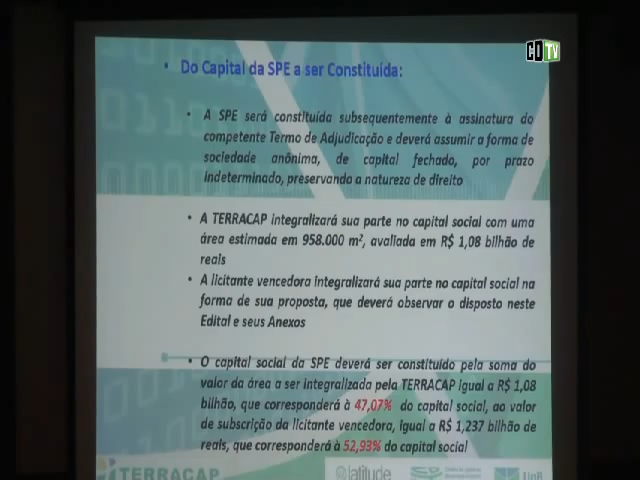 CD TV
• Do Capital da SPE a ser Constituída:
• A SPE será constituída subsequentemente à assinatura do
competente Termo de Adjudicação e deverá assumir a forma de
sociedade anônima, de capital fechado, por prazo
indeterminado, preservando a natureza de direito
• A TERRACAP integralizará sua parte no capital social com uma
área estimada em 958.000 m², avaliada em R$ 1,08 bilhão de
reais
• A licitante vencedora integralizará sua parte no capital social na
forma de sua proposta, que deverá observar o disposto neste
Edital e seus Anexos
• O capital social da SPE deverá ser constituído pela soma do
valor da área a ser integralizada pela TERRACAP igual a R$ 1,08
bilhão, que corresponderá à 47,07% do capital social, ao valor
de subscrição da licitante vencedora, igual a R$ 1,237 bilhão de
reais, que corresponderá à 52,93% do capital social
TERRACAP latitude UnB